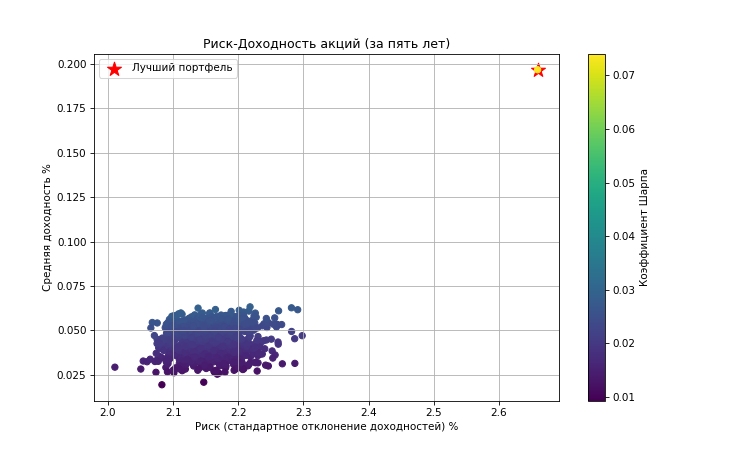 Риск-Доходность акций (за пять лет)
Лучший портфель
0.200
0.175
0.150
0.125
0.100
0.075
0.050
0.025
Средняя доходность %
2.0 2.1 2.2 2.3 2.4 2.5 2.6
Риск (стандартное отклонение доходностей) %
0.07
0.06
0.05
0.04
0.03
0.02
0.01
Коэффициент Шарпа